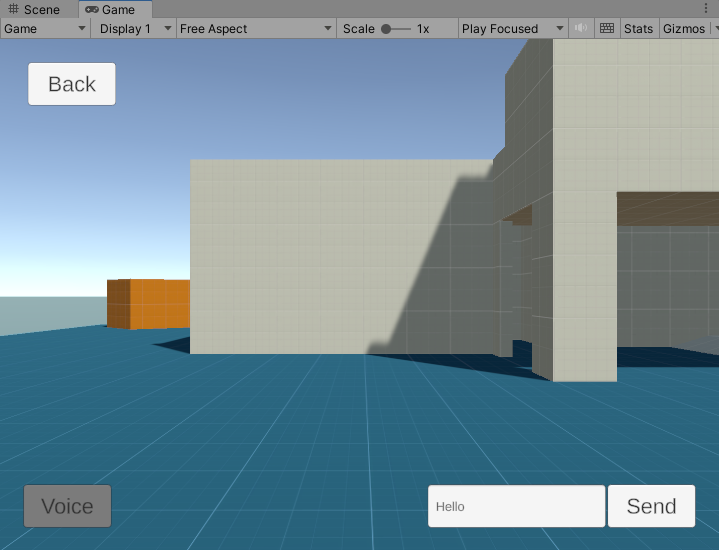 Scene Game
Game Display 1 Free Aspect Scale 1x Play Focused Stats Gizmos
Back
Voice Hello Send